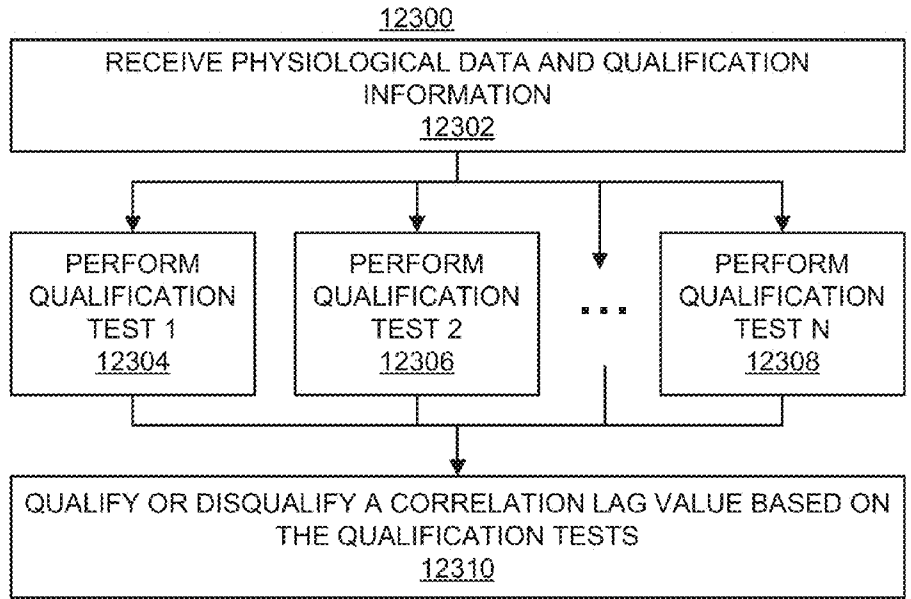 12300
RECEIVE PHYSIOLOGICAL DATA AND QUALIFICATION
INFORMATION
12302
PERFORM
QUALIFICATION
TEST 1
12304
PERFORM
QUALIFICATION
TEST 2
12306
...
PERFORM
QUALIFICATION
TEST N
12308
QUALIFY OR DISQUALIFY A CORRELATION LAG VALUE BASED ON
THE QUALIFICATION TESTS
12310